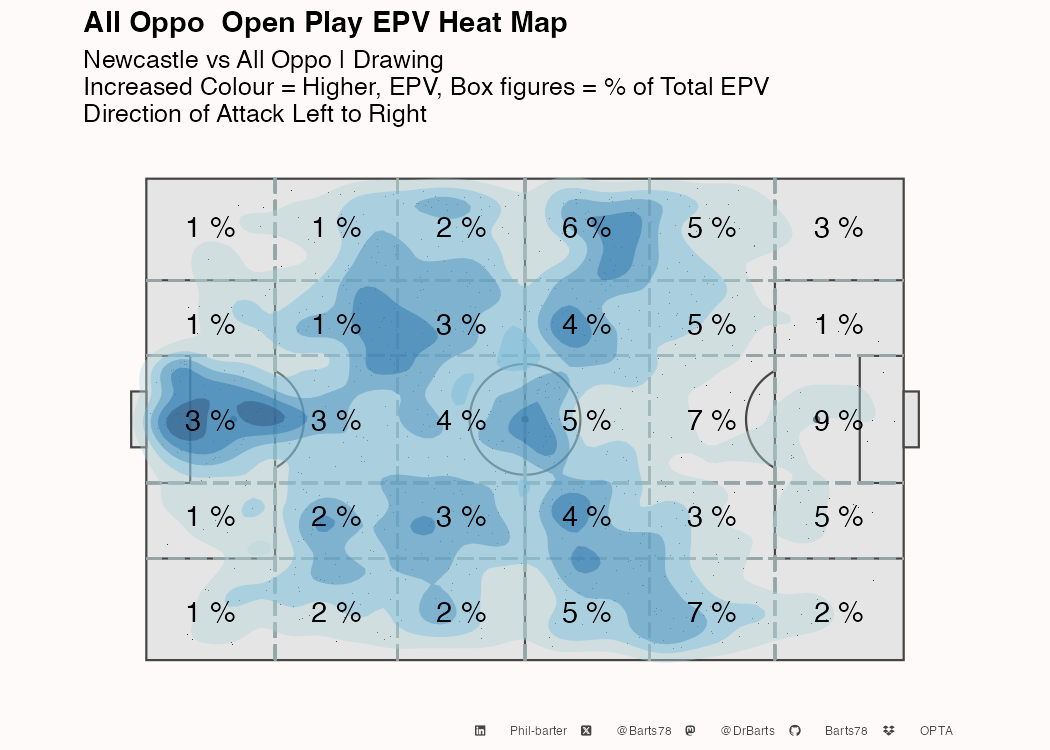 All Oppo  Open Play EPV Heat Map
Newcastle vs All Oppo | Drawing
Increased Colour = Higher, EPV, Box figures = % of Total EPV
Direction of Attack Left to Right
1 % 1 % 2 % 6 % 5 % 3 %
1 % 1 % 3 % 4 % 5 % 1 %
3 % 3 % 4 % 5 % 7 % 9 %
1 % 2 % 3 % 4 % 3 % 5 %
1 % 2 % 2 % 5 % 7 % 2 %
Phil-barter @Barts78 @DrBarts Barts78 OPTA